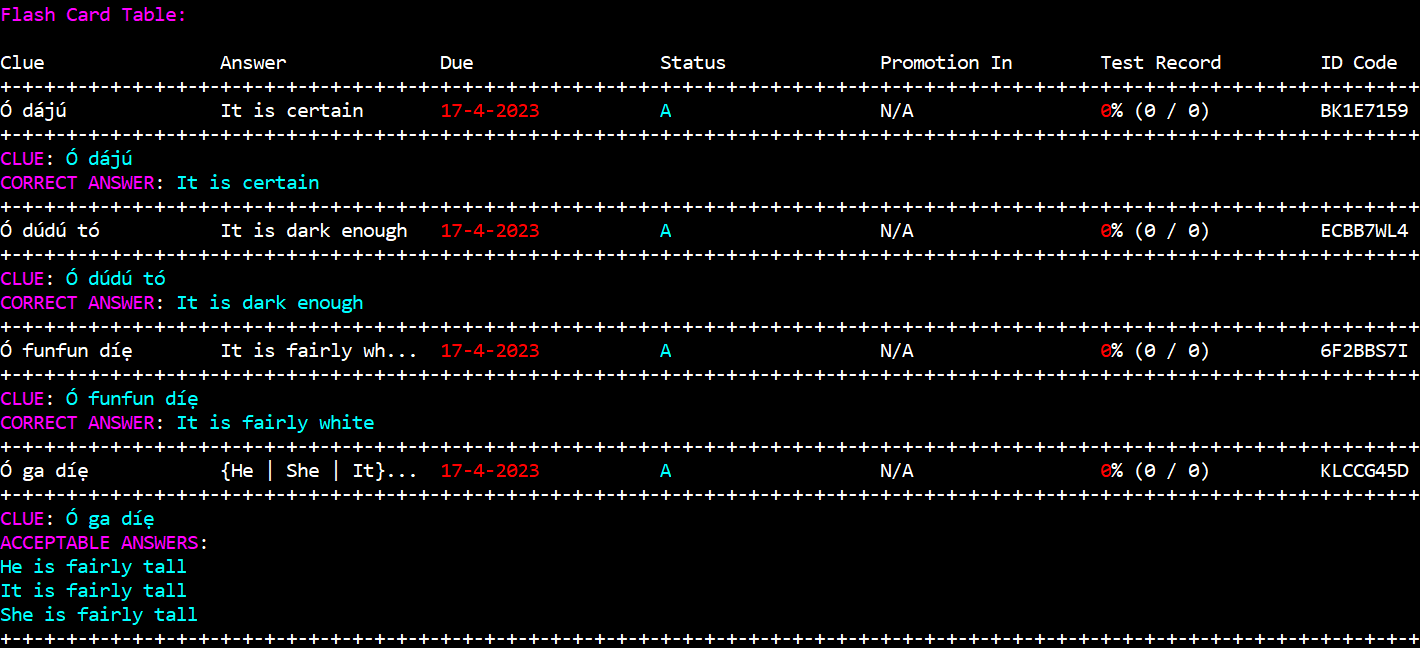 Flash Card Table:
Clue Answer Due Status Promotion In Test Record ID Code
+-+-+-+-+-+-+-+-+-+-+-+-+-+-+-+-+-+-+-+-+-+-+-+-+-+-+-+-+-+-+-+-+-+-+-+-+-+-+-+-+-+-+-+-+-+-+-+-+-+-+-+-+-+-+-+-+-+-+-+-+-+-+-+-+-+
Ó dájú It is certain 17-4-2023 A N/A 0% (0 / 0) BK1E7159
+-+-+-+-+-+-+-+-+-+-+-+-+-+-+-+-+-+-+-+-+-+-+-+-+-+-+-+-+-+-+-+-+-+-+-+-+-+-+-+-+-+-+-+-+-+-+-+-+-+-+-+-+-+-+-+-+-+-+-+-+-+-+-+-+-+
CLUE: Ó dájú
CORRECT ANSWER: It is certain
+-+-+-+-+-+-+-+-+-+-+-+-+-+-+-+-+-+-+-+-+-+-+-+-+-+-+-+-+-+-+-+-+-+-+-+-+-+-+-+-+-+-+-+-+-+-+-+-+-+-+-+-+-+-+-+-+-+-+-+-+-+-+-+-+-+
Ó dúdú tó It is dark enough 17-4-2023 A N/A 0% (0 / 0) ECBB7WL4
+-+-+-+-+-+-+-+-+-+-+-+-+-+-+-+-+-+-+-+-+-+-+-+-+-+-+-+-+-+-+-+-+-+-+-+-+-+-+-+-+-+-+-+-+-+-+-+-+-+-+-+-+-+-+-+-+-+-+-+-+-+-+-+-+-+
CLUE: Ó dúdú tó
CORRECT ANSWER: It is dark enough
+-+-+-+-+-+-+-+-+-+-+-+-+-+-+-+-+-+-+-+-+-+-+-+-+-+-+-+-+-+-+-+-+-+-+-+-+-+-+-+-+-+-+-+-+-+-+-+-+-+-+-+-+-+-+-+-+-+-+-+-+-+-+-+-+-+
Ó funfun díẹ It is fairly wh... 17-4-2023 A N/A 0% (0 / 0) 6F2BBS7I
+-+-+-+-+-+-+-+-+-+-+-+-+-+-+-+-+-+-+-+-+-+-+-+-+-+-+-+-+-+-+-+-+-+-+-+-+-+-+-+-+-+-+-+-+-+-+-+-+-+-+-+-+-+-+-+-+-+-+-+-+-+-+-+-+-+
CLUE: Ó funfun díẹ
CORRECT ANSWER: It is fairly white
+-+-+-+-+-+-+-+-+-+-+-+-+-+-+-+-+-+-+-+-+-+-+-+-+-+-+-+-+-+-+-+-+-+-+-+-+-+-+-+-+-+-+-+-+-+-+-+-+-+-+-+-+-+-+-+-+-+-+-+-+-+-+-+-+-+
Ó ga díẹ {He | She | It}... 17-4-2023 A N/A 0% (0 / 0) KLCCG45D
+-+-+-+-+-+-+-+-+-+-+-+-+-+-+-+-+-+-+-+-+-+-+-+-+-+-+-+-+-+-+-+-+-+-+-+-+-+-+-+-+-+-+-+-+-+-+-+-+-+-+-+-+-+-+-+-+-+-+-+-+-+-+-+-+-+
CLUE: Ó ga díẹ
ACCEPTABLE ANSWERS:
He is fairly tall
It is fairly tall
She is fairly tall
+-+-+-+-+-+-+-+-+-+-+-+-+-+-+-+-+-+-+-+-+-+-+-+-+-+-+-+-+-+-+-+-+-+-+-+-+-+-+-+-+-+-+-+-+-+-+-+-+-+-+-+-+-+-+-+-+-+-+-+-+-+-+-+-+-+